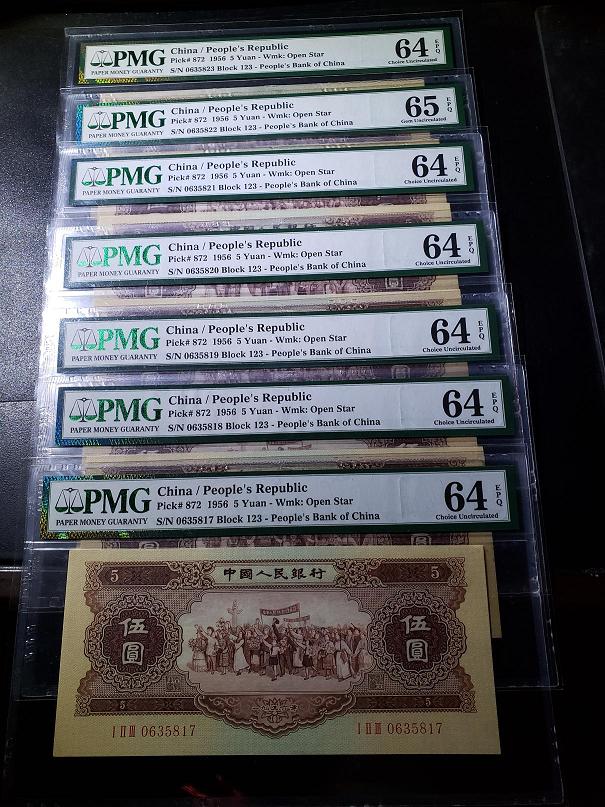 PMG
PAPER MONEY GUARANTY
China / People's Republic
Pick# 872 1956 5 Yuan - Wmk: Open Star
S/N 0635823 Block 123 - People's Bank of China
64 EPQ
Choice Uncirculated
PMG
PAPER MONEY GUARANTY
China / People's Republic
Pick# 872 1956 5 Yuan - Wmk: Open Star
S/N 0635822 Block 123 - People's Bank of China
65 EPQ
Gem Uncirculated
PMG
PAPER MONEY GUARANTY
China / People's Republic
Pick# 872 1956 5 Yuan - Wmk: Open Star
S/N 0635821 Block 123 - People's Bank of China
64 EPQ
Choice Uncirculated
PMG
PAPER MONEY GUARANTY
China / People's Republic
Pick# 872 1956 5 Yuan - Wmk: Open Star
S/N 0635820 Block 123 - People's Bank of China
64 EPQ
Choice Uncirculated
PMG
PAPER MONEY GUARANTY
China / People's Republic
Pick# 872 1956 5 Yuan - Wmk: Open Star
S/N 0635819 Block 123 - People's Bank of China
64 EPQ
Choice Uncirculated
PMG
PAPER MONEY GUARANTY
China / People's Republic
Pick# 872 1956 5 Yuan - Wmk: Open Star
S/N 0635818 Block 123 - People's Bank of China
64 EPQ
Choice Uncirculated
PMG
PAPER MONEY GUARANTY
China / People's Republic
Pick# 872 1956 5 Yuan - Wmk: Open Star
S/N 0635817 Block 123 - People's Bank of China
64 EPQ
Choice Uncirculated
5 中國人民銀行 5
伍圓 伍圓
5 5
I II III 0635817 I II III 0635817